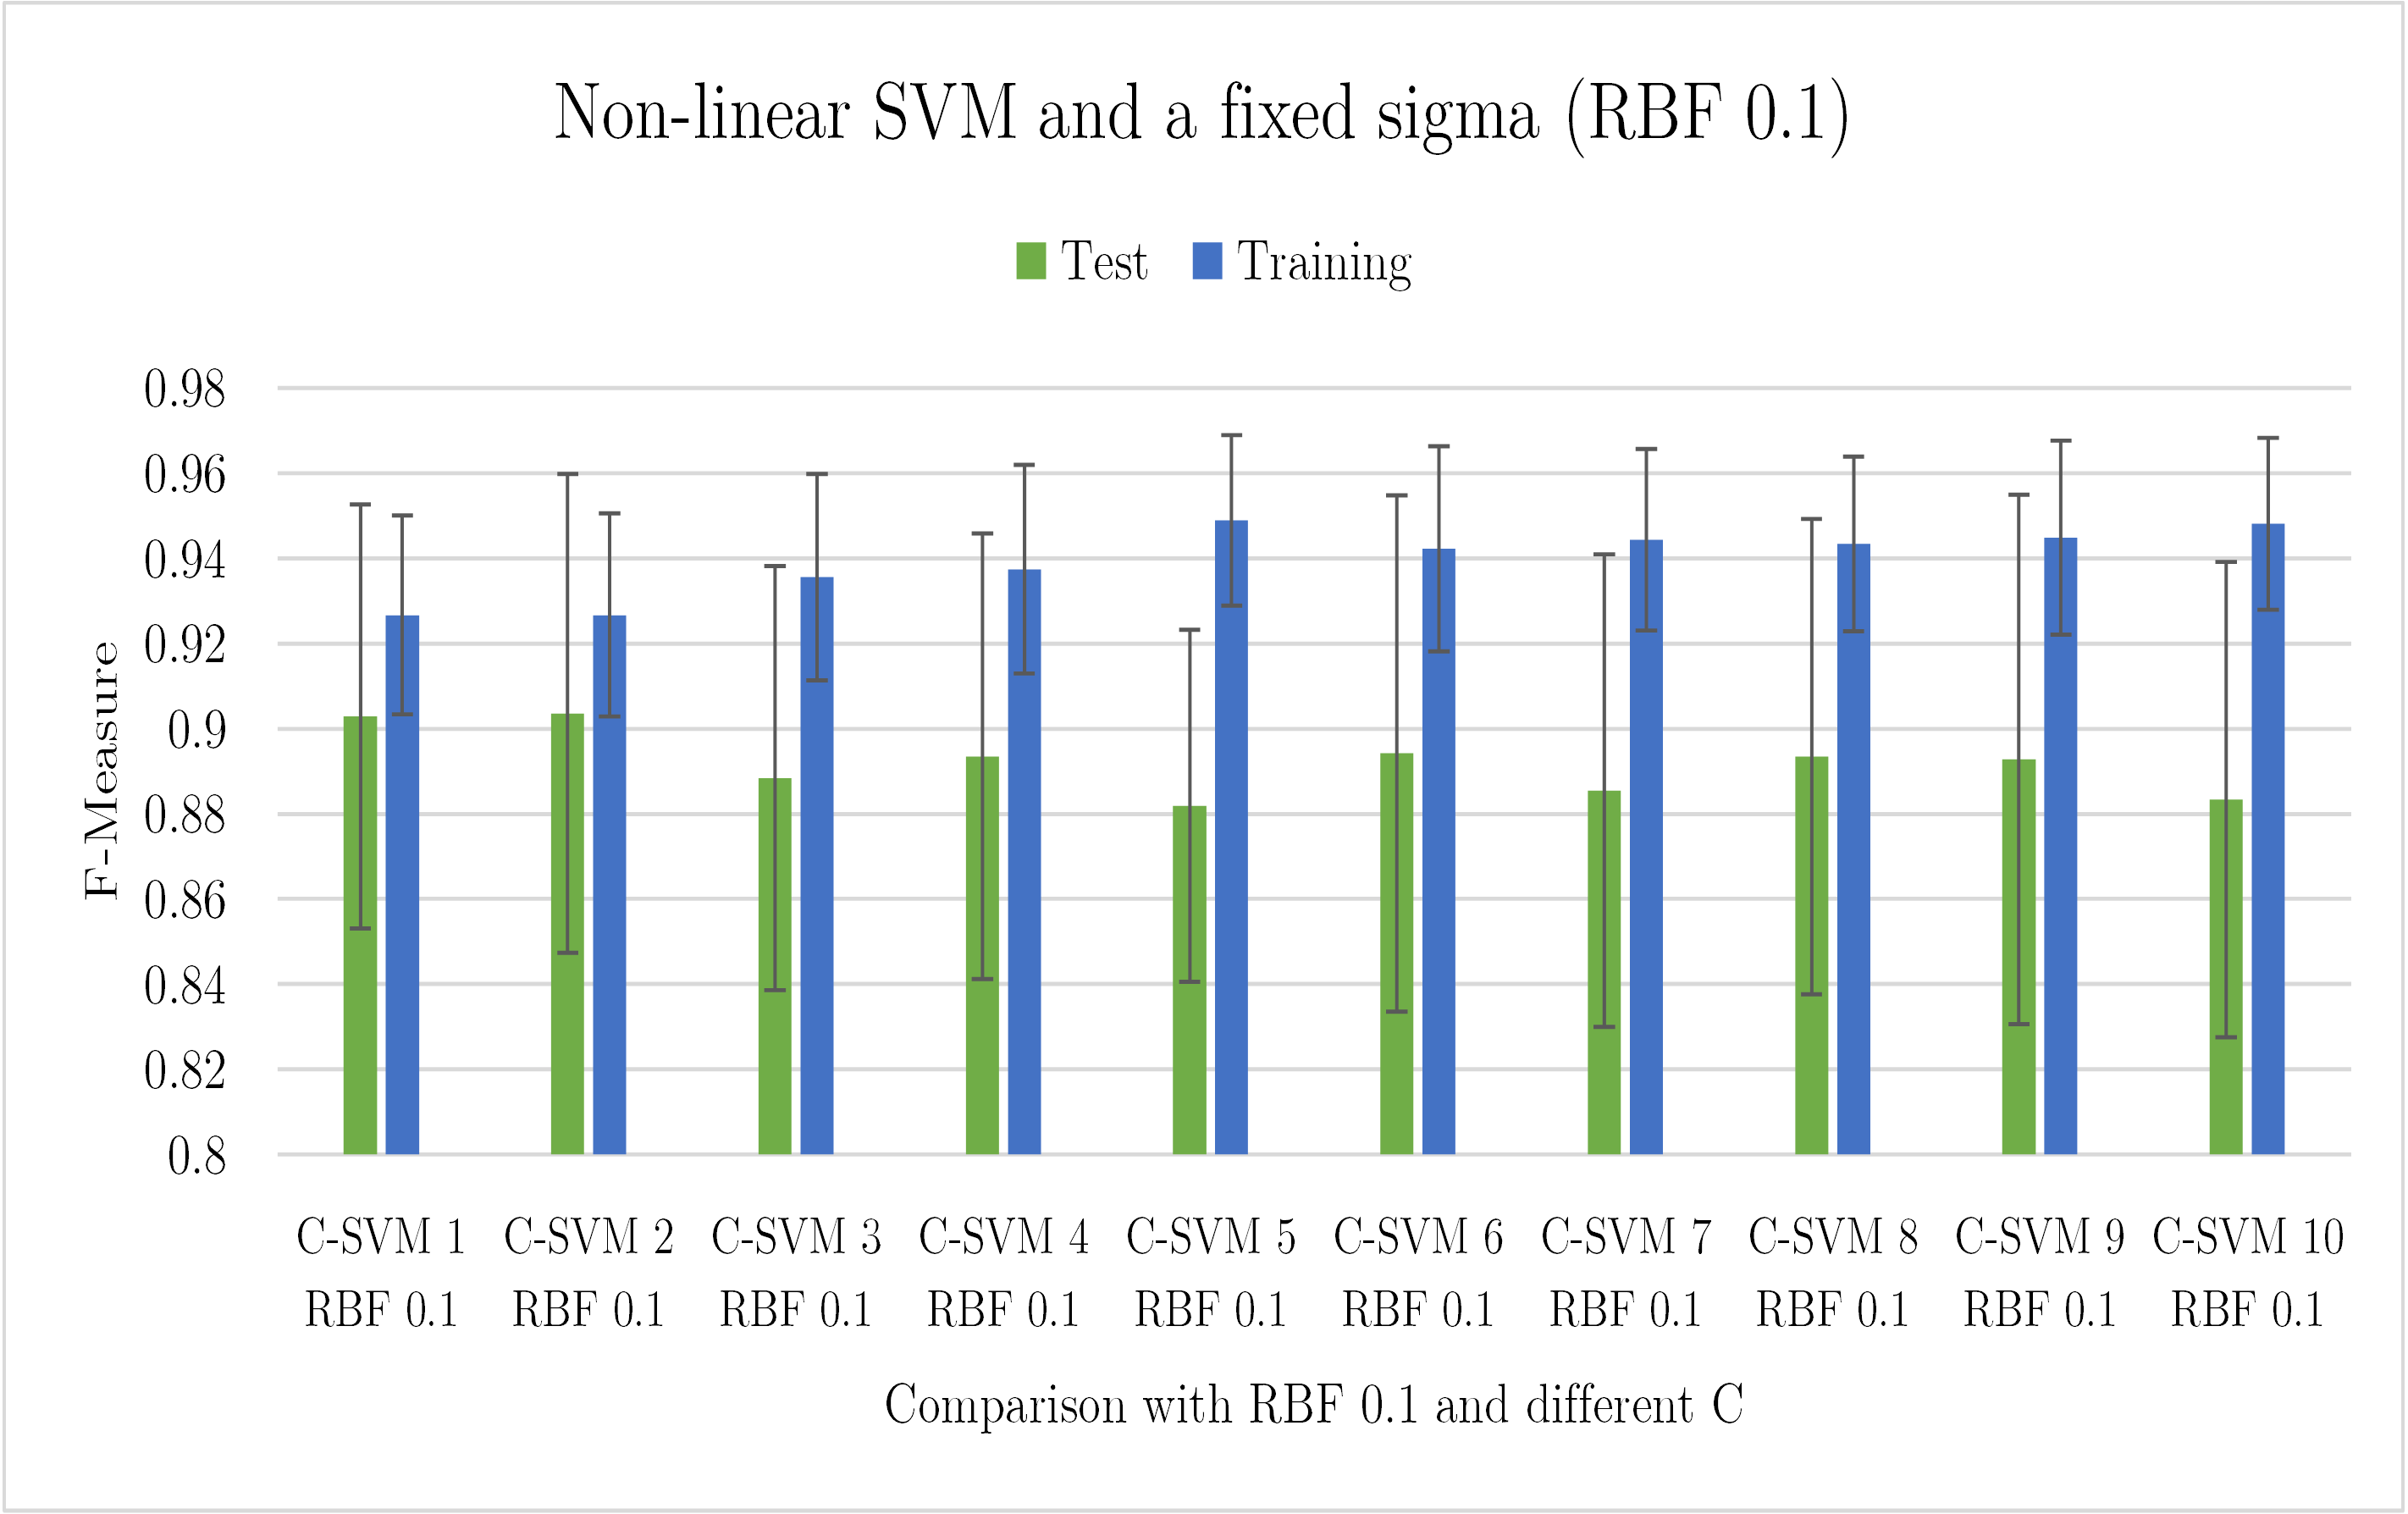 Non-linear SVM and a fixed sigma (RBF 0.1)
Test
Training
0.98
0.96
0.94
0.92
0.9
0.88
0.86
0.84
0.82
0.8
F-Measure
C-SVM 1
RBF 0.1
C-SVM 2
RBF 0.1
C-SVM 3
RBF 0.1
C-SVM 4
RBF 0.1
C-SVM 5
RBF 0.1
C-SVM 6
RBF 0.1
C-SVM 7
RBF 0.1
C-SVM 8
RBF 0.1
C-SVM 9
RBF 0.1
C-SVM 10
RBF 0.1
Comparison with RBF 0.1 and different C